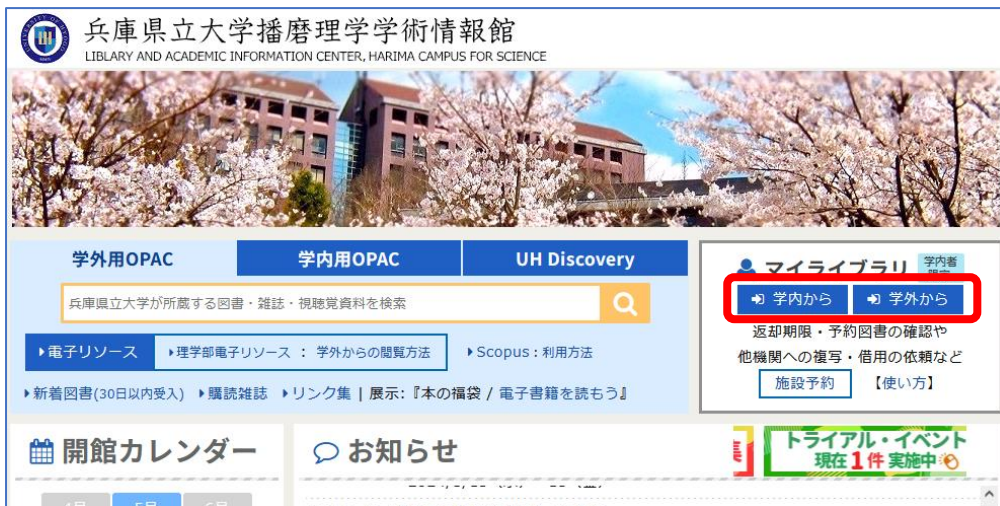 兵庫県立大学播磨理学学術情報館
LIBRARY AND ACADEMIC INFORMATION CENTER, HARIMA CAMPUS FOR SCIENCE
学外用OPAC
学内用OPAC
UH Discovery
兵庫県立大学が所蔵する図書・雑誌・視聴覚資料を検索
電子リソース
理学部電子リソース : 学外からの閲覧方法
Scopus:利用方法
新着図書(30日以内受入)
購読雑誌
リンク集 | 展示:『本の福袋 / 電子書籍を読もう』
マイライブラリ
学内者
学内から
学外から
返却期限・予約図書の確認や
他機関への複写・借用の依頼など
施設予約
【使い方】
開館カレンダー
お知らせ
トライアル・イベント
現在1件実施中
4月
5月
6月